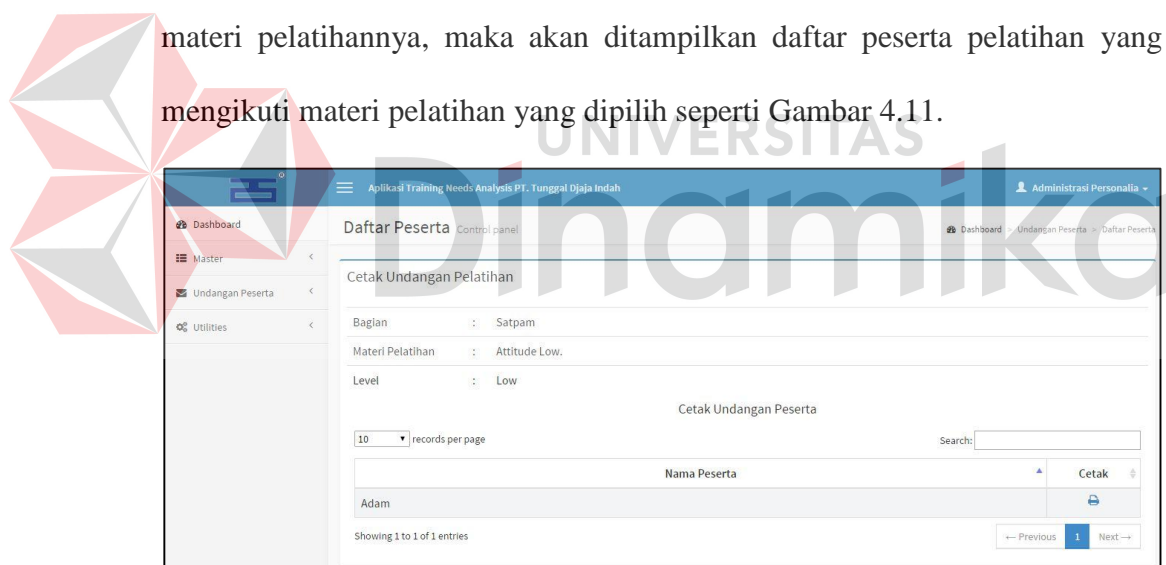 materi pelatihannya, maka akan ditampilkan daftar peserta pelatihan yang
mengikuti materi pelatihan yang dipilih seperti Gambar 4.11.
UNIVERSITAS
Dinamika
Aplikasi Training Needs Analysis PT. Tunggal Djaja Indah
Administrasi Personalia
Dashboard
Master
Undangan Peserta
Utilities
Daftar Peserta Control panel
Dashboard > Undangan Peserta > Daftar Peserta
Cetak Undangan Pelatihan
Bagian : Satpam
Materi Pelatihan : Attitude Low.
Level : Low
Cetak Undangan Peserta
10 records per page
Search:
Nama Peserta Cetak
Adam
Showing 1 to 1 of 1 entries
← Previous 1 Next →